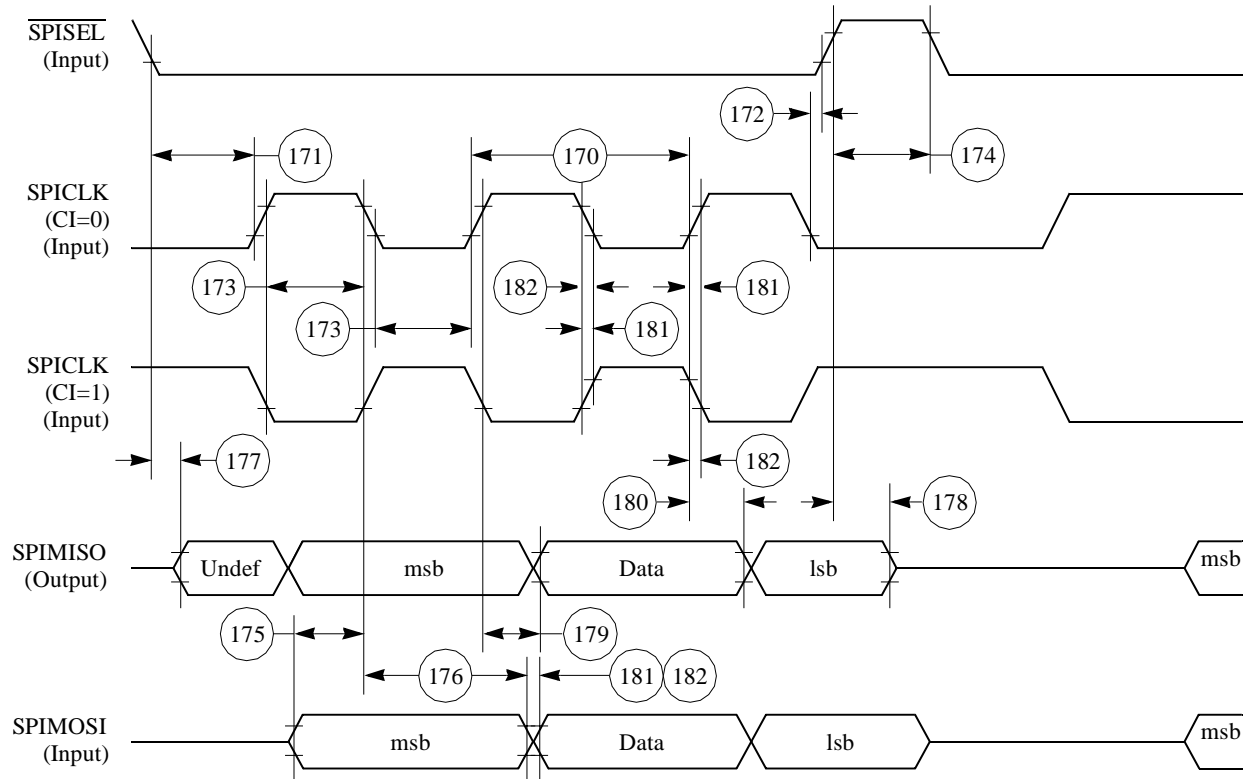 SPISEL
(Input)
172
171
170
174
SPICLK
(CI=0)
(Input)
173
182
181
173
181
SPICLK
(CI=1)
(Input)
177
182
180
178
SPIMISO
(Output)
Undef
msb
Data
lsb
msb
175
179
176
181
182
SPIMOSI
(Input)
msb
Data
lsb
msb